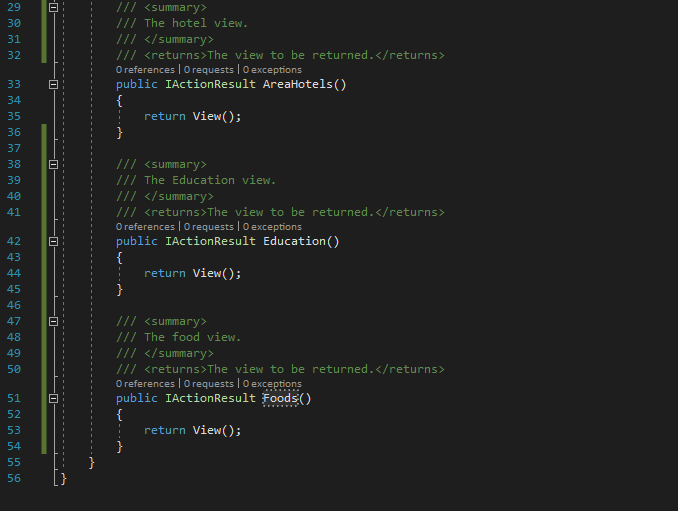 29 /// <summary>
30 /// The hotel view.
31 /// </summary>
32 /// <returns>The view to be returned.</returns>
0 references | 0 requests | 0 exceptions
33 public IActionResult AreaHotels()
34 {
35 return View();
36 }
37
38 /// <summary>
39 /// The Education view.
40 /// </summary>
41 /// <returns>The view to be returned.</returns>
0 references | 0 requests | 0 exceptions
42 public IActionResult Education()
43 {
44 return View();
45 }
46
47 /// <summary>
48 /// The food view.
49 /// </summary>
50 /// <returns>The view to be returned.</returns>
0 references | 0 requests | 0 exceptions
51 public IActionResult Foods()
52 {
53 return View();
54 }
55 }
56 }